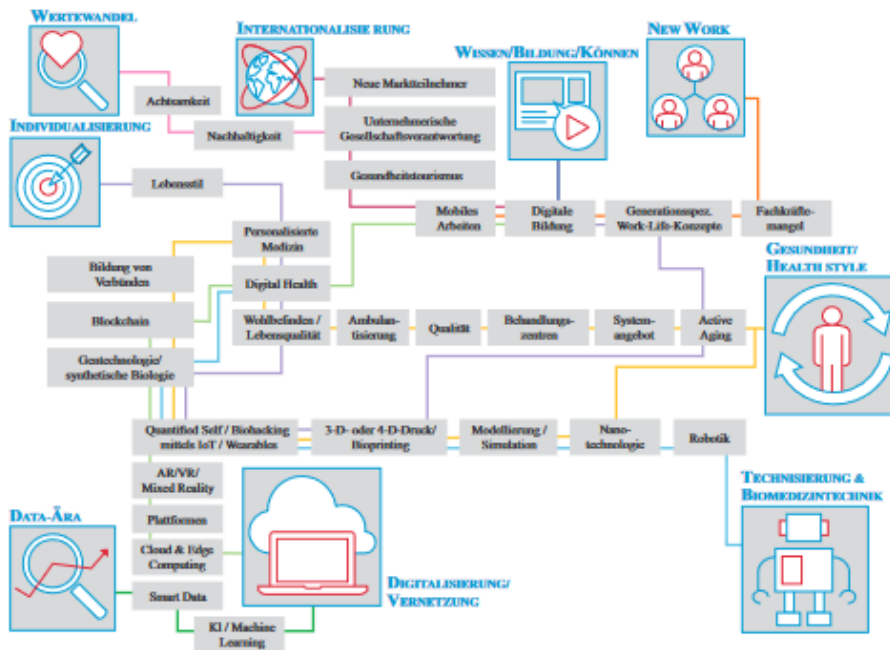 WERTEWANDEL
INTERNATIONALISIE RUNG
WISSEN/BILDUNG/KÖNNEN
NEW WORK
Achtsamkeit
Neue Marktteilnehmer
INDIVIDUALISIERUNG
Nachhaltigkeit
Unternehmerische
Gesellschaftsverantwortung
Lebensstil
Gesundheitstourismus
Mobiles
Arbeiten
Digitale
Bildung
Generationsspez.
Work-Life-Konzepte
Fachkräfte-
mangel
Personalisierte
Medizin
GESUNDHEIT/
HEALTH STYLE
Bildung von
Verbünden
Digital Health
Blockchain
Wohlbefinden /
Lebensqualität
Ambulan-
tisierung
Qualität
Behandlungs-
zentren
System-
angebot
Active
Aging
Gentechnologie/
synthetische Biologie
Quantified Self / Biohacking
mittels IoT / Wearables
3-D- oder 4-D-Druck/
Bioprinting
Modellierung /
Simulation
Nano-
technologie
Robotik
AR/VR/
Mixed Reality
TECHNISIERUNG &
BIOMEDIZINTECHNIK
DATA-ÄRA
Plattformen
Cloud & Edge
Computing
DIGITALISIERUNG/
VERNETZUNG
Smart Data
KI / Machine
Learning